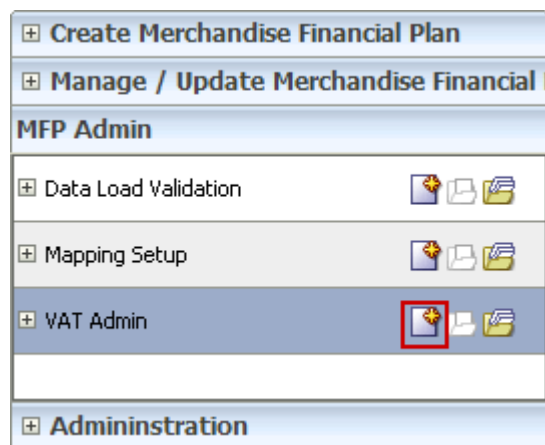 Create Merchandise Financial Plan
Manage / Update Merchandise Financial
MFP Admin
Data Load Validation
Mapping Setup
VAT Admin
Admininstration